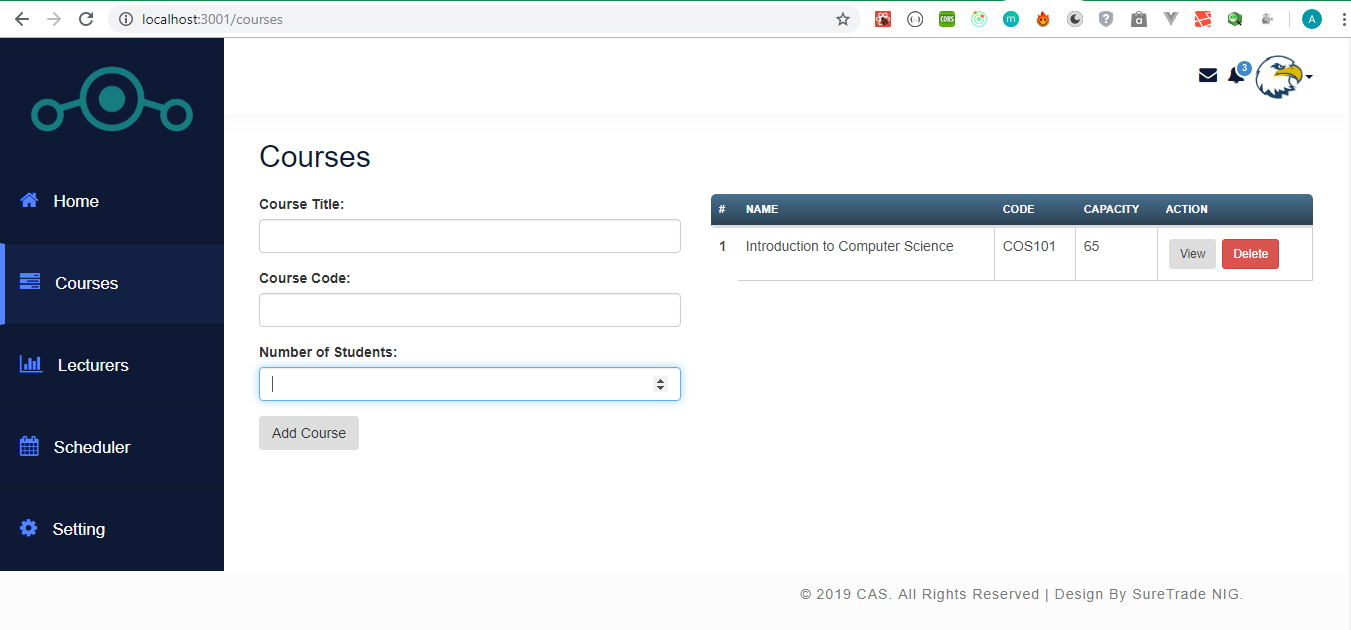 localhost:3001/courses
CORS
m
?
a
A
3
Home
Courses
Lecturers
Scheduler
Setting
Courses
Course Title:
Course Code:
Number of Students:
Add Course
# NAME CODE CAPACITY ACTION
1 Introduction to Computer Science COS101 65 View Delete
© 2019 CAS. All Rights Reserved | Design By SureTrade NIG.